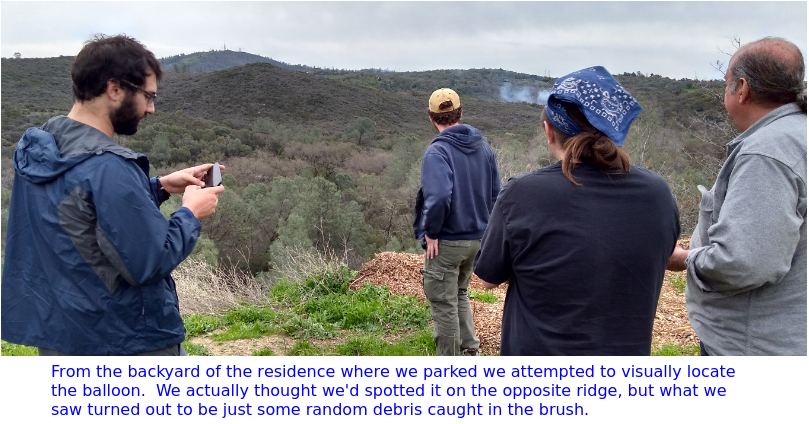 From the backyard of the residence where we parked we attempted to visually locate
the balloon.  We actually thought we'd spotted it on the opposite ridge, but what we
saw turned out to be just some random debris caught in the brush.